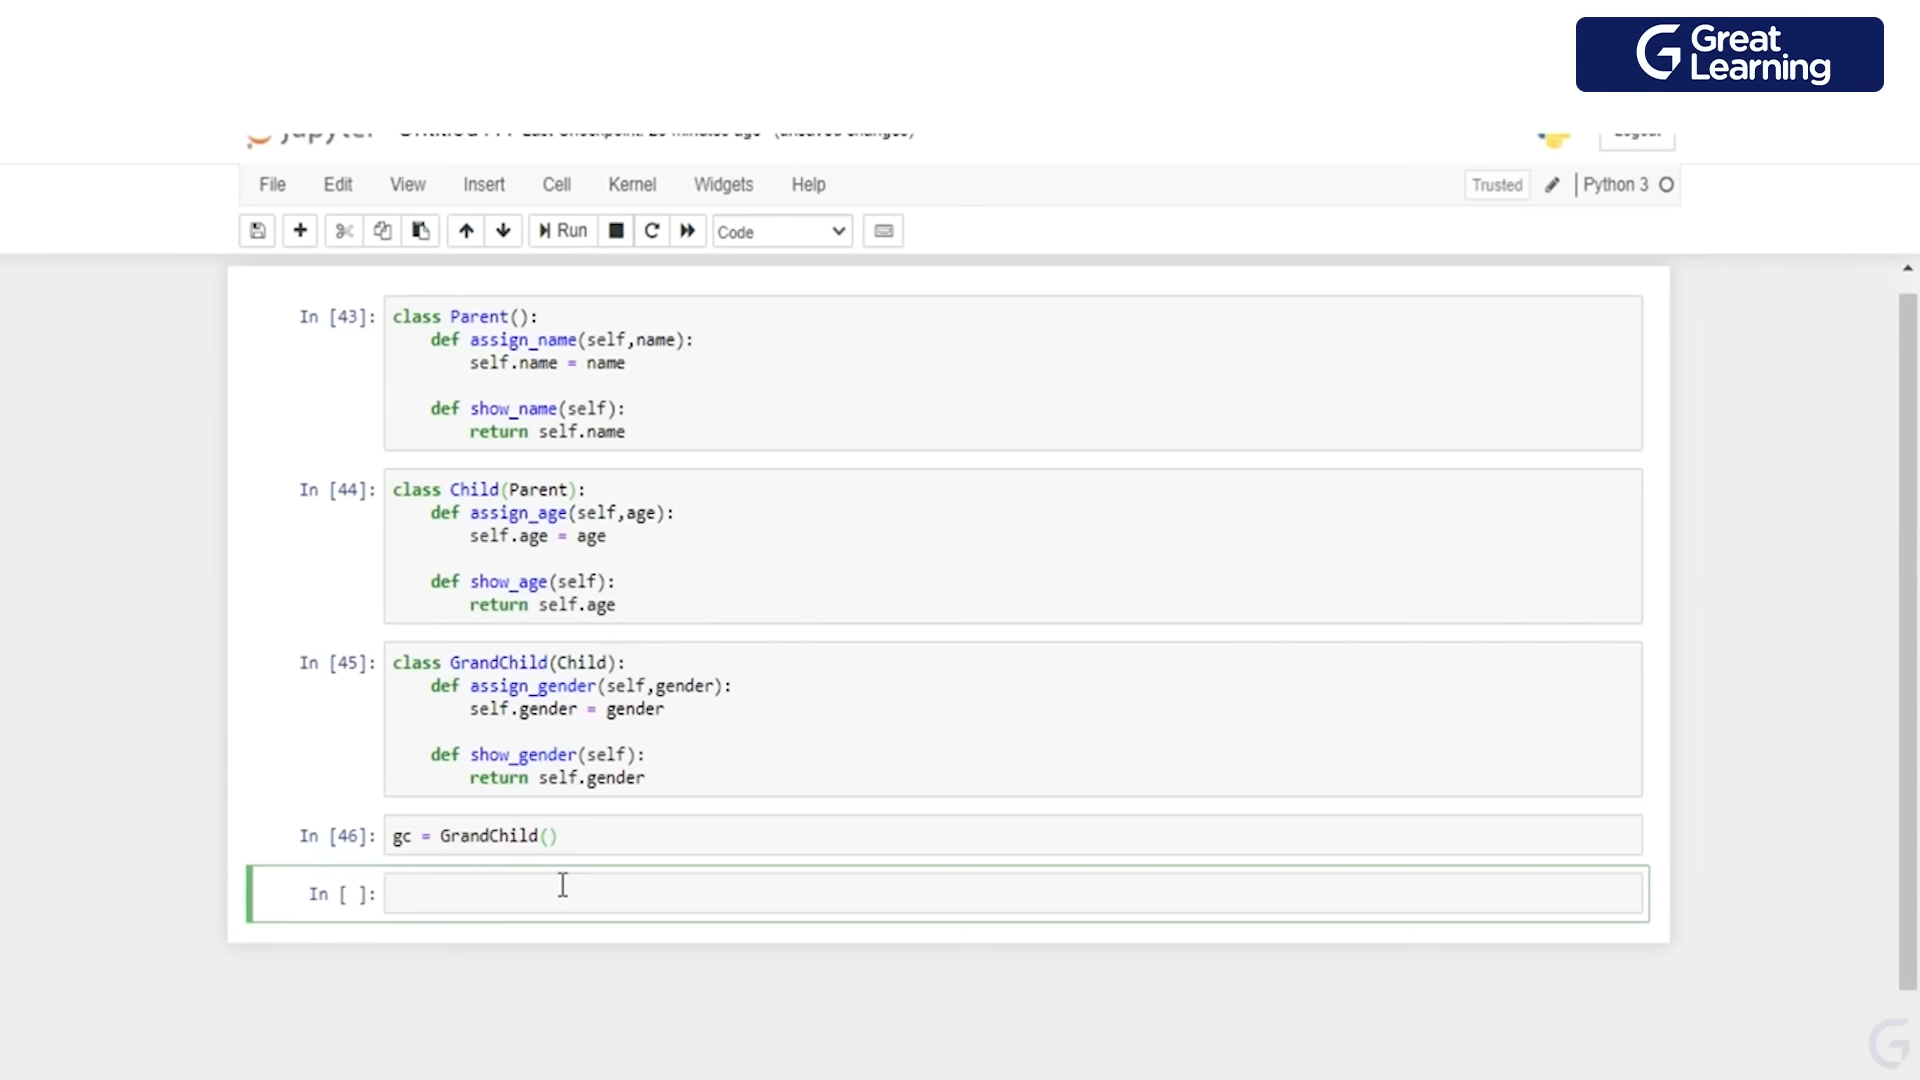 Great
Learning
File Edit View Insert Cell Kernel Widgets Help Trusted Python 3
Run Code
In [43]: class Parent():
def assign_name(self,name):
self.name = name
def show_name(self):
return self.name
In [44]: class Child(Parent):
def assign_age(self,age):
self.age = age
def show_age(self):
return self.age
In [45]: class GrandChild(Child):
def assign_gender(self,gender):
self.gender = gender
def show_gender(self):
return self.gender
In [46]: gc = GrandChild()
In [ ]: